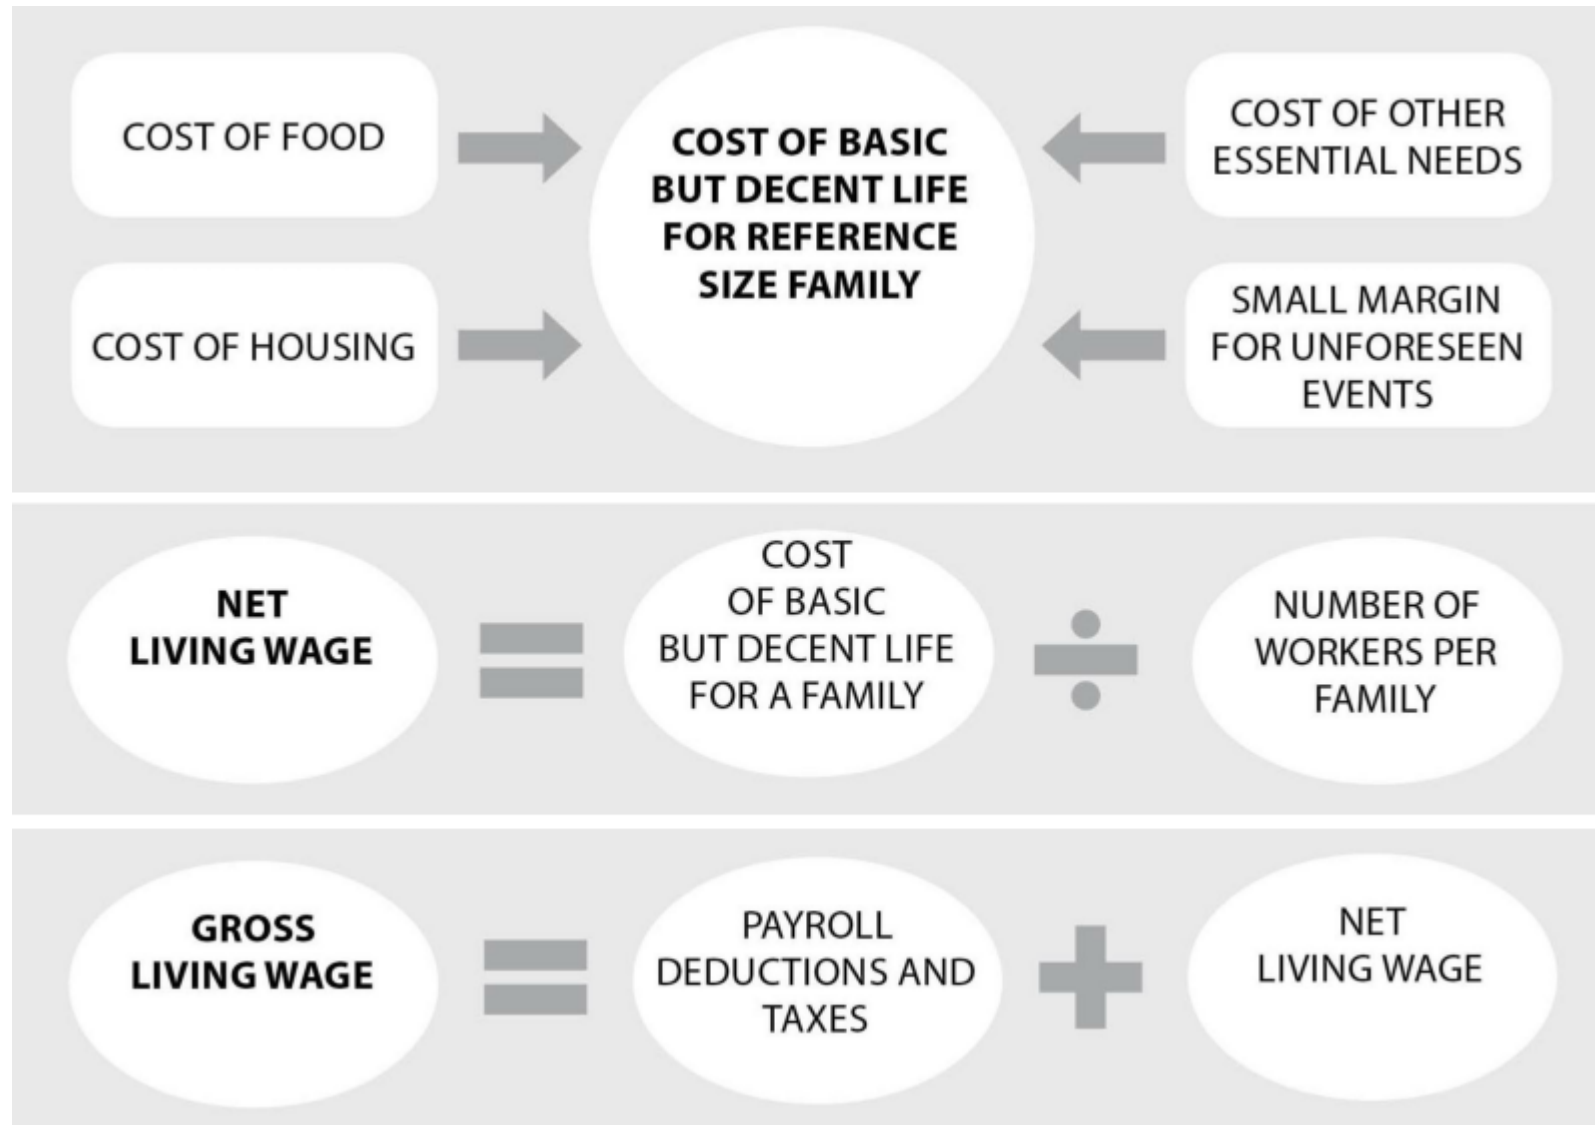 COST OF FOOD
COST OF HOUSING
COST OF BASIC
BUT DECENT LIFE
FOR REFERENCE
SIZE FAMILY
COST OF OTHER
ESSENTIAL NEEDS
SMALL MARGIN
FOR UNFORESEEN
EVENTS
NET
LIVING WAGE
COST
OF BASIC
BUT DECENT LIFE
FOR A FAMILY
NUMBER OF
WORKERS PER
FAMILY
GROSS
LIVING WAGE
PAYROLL
DEDUCTIONS AND
TAXES
NET
LIVING WAGE